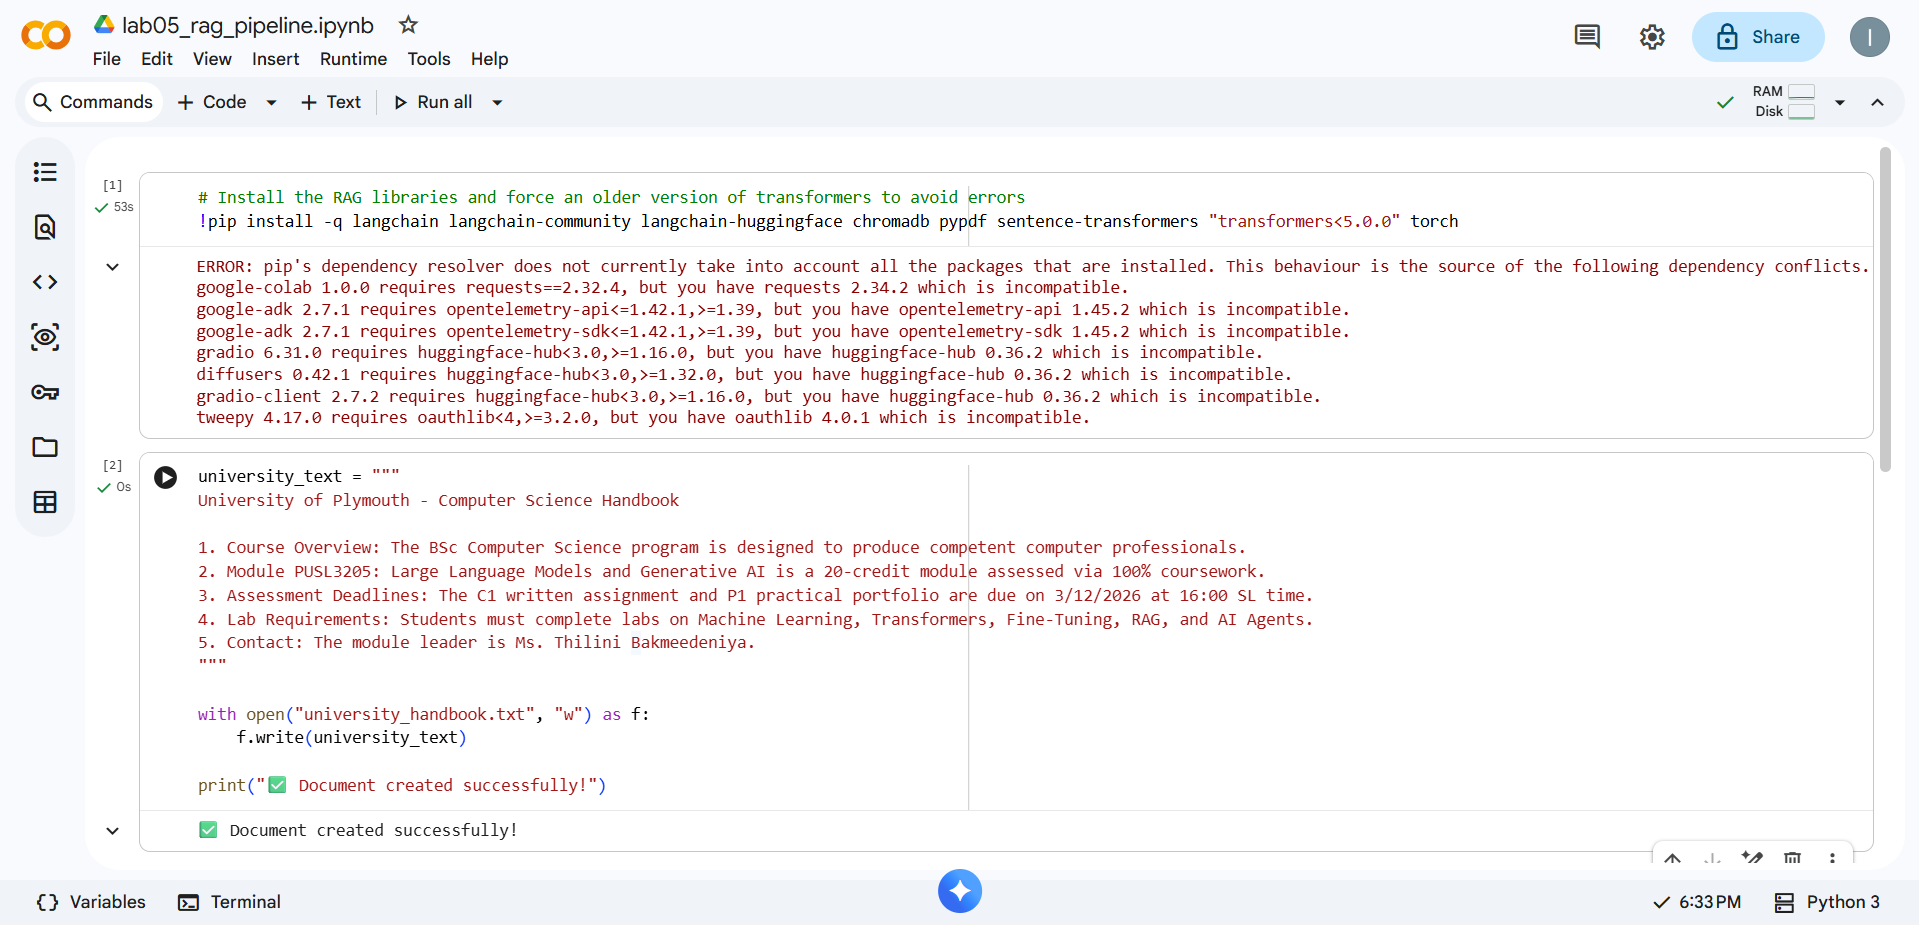 lab05_rag_pipeline.ipynb
File Edit View Insert Runtime Tools Help
Share
I
Commands + Code + Text Run all
RAM
Disk
[1]
53s
# Install the RAG libraries and force an older version of transformers to avoid errors
!pip install -q langchain langchain-community langchain-huggingface chromadb pypdf sentence-transformers "transformers<5.0.0" torch
ERROR: pip's dependency resolver does not currently take into account all the packages that are installed. This behaviour is the source of the following dependency conflicts.
google-colab 1.0.0 requires requests==2.32.4, but you have requests 2.34.2 which is incompatible.
google-adk 2.7.1 requires opentelemetry-api<=1.42.1,>=1.39, but you have opentelemetry-api 1.45.2 which is incompatible.
google-adk 2.7.1 requires opentelemetry-sdk<=1.42.1,>=1.39, but you have opentelemetry-sdk 1.45.2 which is incompatible.
gradio 6.31.0 requires huggingface-hub<3.0,>=1.16.0, but you have huggingface-hub 0.36.2 which is incompatible.
diffusers 0.42.1 requires huggingface-hub<3.0,>=1.32.0, but you have huggingface-hub 0.36.2 which is incompatible.
gradio-client 2.7.2 requires huggingface-hub<3.0,>=1.16.0, but you have huggingface-hub 0.36.2 which is incompatible.
tweepy 4.17.0 requires oauthlib<4,>=3.2.0, but you have oauthlib 4.0.1 which is incompatible.
[2]
0s
university_text = """
University of Plymouth - Computer Science Handbook
1. Course Overview: The BSc Computer Science program is designed to produce competent computer professionals.
2. Module PUSL3205: Large Language Models and Generative AI is a 20-credit module assessed via 100% coursework.
3. Assessment Deadlines: The C1 written assignment and P1 practical portfolio are due on 3/12/2026 at 16:00 SL time.
4. Lab Requirements: Students must complete labs on Machine Learning, Transformers, Fine-Tuning, RAG, and AI Agents.
5. Contact: The module leader is Ms. Thilini Bakmeedeniya.
"""
with open("university_handbook.txt", "w") as f:
    f.write(university_text)
print("✅ Document created successfully!")
✅ Document created successfully!
Variables Terminal
6:33 PM Python 3